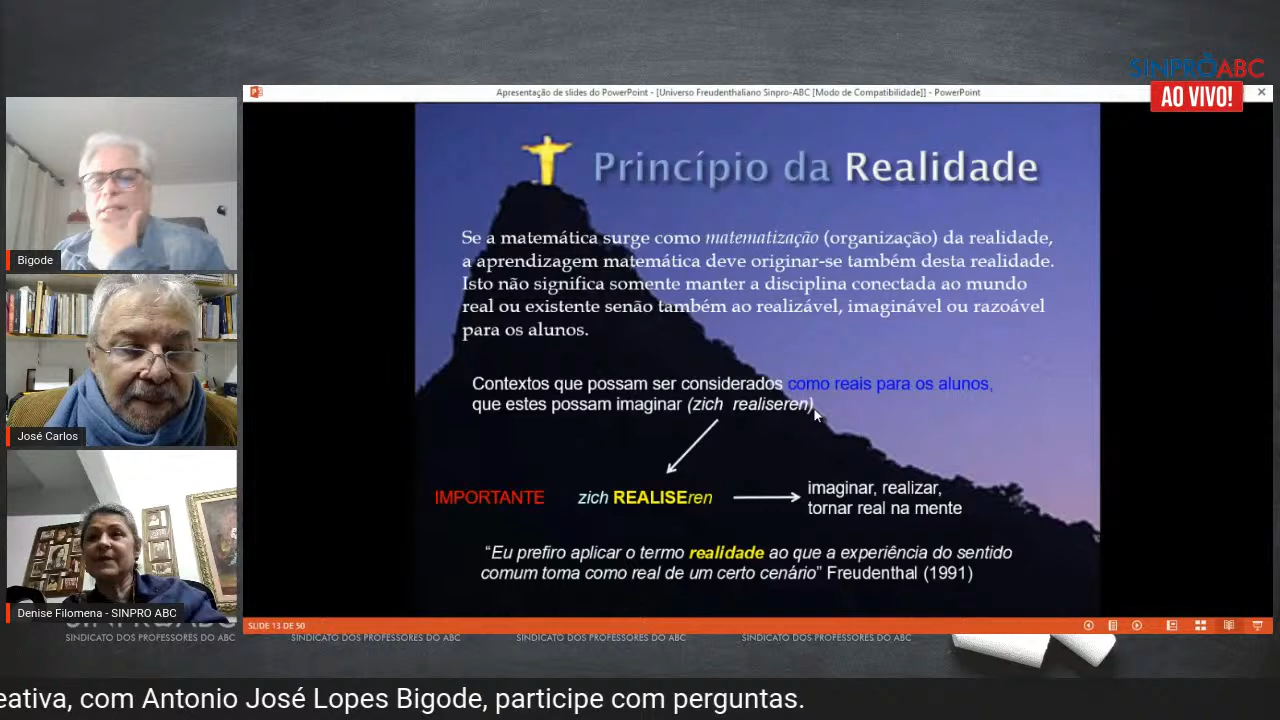 SINPROABC
AO VIVO!
Apresentação de slides do PowerPoint - [Universo Freudenthaliano Sinpro-ABC [Modo de Compatibilidade]] - PowerPoint
Princípio da Realidade
Se a matemática surge como matematização (organização) da realidade,
a aprendizagem matemática deve originar-se também desta realidade.
Isto não significa somente manter a disciplina conectada ao mundo
real ou existente senão também ao realizável, imaginável ou razoável
para os alunos.
Contextos que possam ser considerados como reais para os alunos,
que estes possam imaginar (zich realiseren)
IMPORTANTE zich REALISEren
imaginar, realizar,
tornar real na mente
“Eu prefiro aplicar o termo realidade ao que a experiência do sentido
comum toma como real de um certo cenário” Freudenthal (1991)
SLIDE 13 DE 50
Bigode
José Carlos
Denise Filomena - SINPRO ABC
SINDICATO DOS PROFESSORES DO ABC
SINDICATO DOS PROFESSORES DO ABC
SINDICATO DOS PROFESSORES DO ABC
SINDICATO DOS PROFESSORES DO ABC
eativa, com Antonio José Lopes Bigode, participe com perguntas.